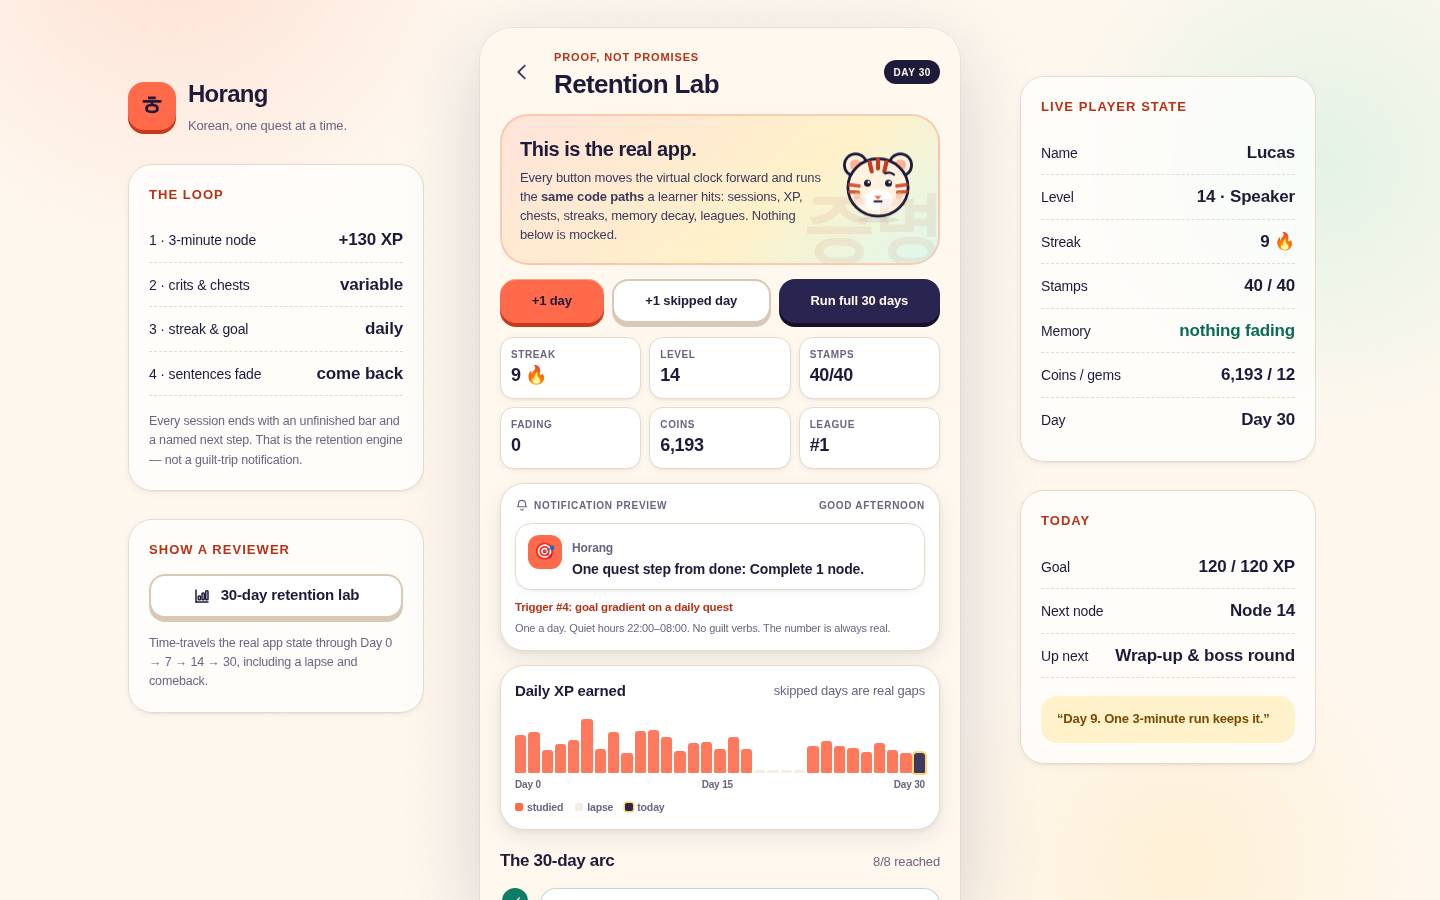 ㅎ
Horang
Korean, one quest at a time.
THE LOOP
1 · 3-minute node +130 XP
2 · crits & chests variable
3 · streak & goal daily
4 · sentences fade come back
Every session ends with an unfinished bar and
a named next step. That is the retention engine
— not a guilt-trip notification.
SHOW A REVIEWER
30-day retention lab
Time-travels the real app state through Day 0
→ 7 → 14 → 30, including a lapse and
comeback.
PROOF, NOT PROMISES
Retention Lab
DAY 30
This is the real app.
Every button moves the virtual clock forward and runs
the same code paths a learner hits: sessions, XP,
chests, streaks, memory decay, leagues. Nothing
below is mocked.
증명
+1 day
+1 skipped day
Run full 30 days
STREAK
9 🔥
LEVEL
14
STAMPS
40/40
FADING
0
COINS
6,193
LEAGUE
#1
NOTIFICATION PREVIEW GOOD AFTERNOON
Horang
One quest step from done: Complete 1 node.
Trigger #4: goal gradient on a daily quest
One a day. Quiet hours 22:00–08:00. No guilt verbs. The number is always real.
Daily XP earned skipped days are real gaps
Day 0 Day 15 Day 30
studied lapse today
The 30-day arc 8/8 reached
LIVE PLAYER STATE
Name Lucas
Level 14 · Speaker
Streak 9 🔥
Stamps 40 / 40
Memory nothing fading
Coins / gems 6,193 / 12
Day Day 30
TODAY
Goal 120 / 120 XP
Next node Node 14
Up next Wrap-up & boss round
“Day 9. One 3-minute run keeps it.”